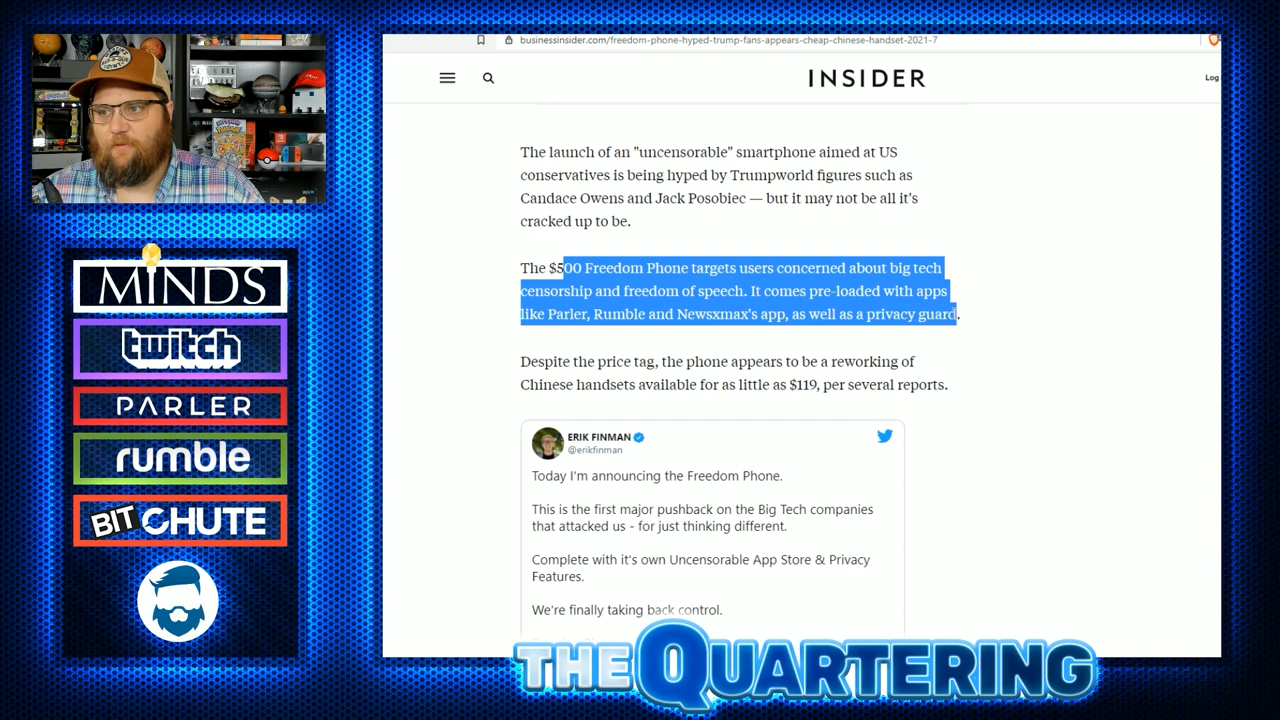 businessinsider.com/freedom-phone-hyped-trump-fans-appears-cheap-chinese-handset-2021-7
INSIDER
Log
The launch of an "uncensorable" smartphone aimed at US
conservatives is being hyped by Trumpworld figures such as
Candace Owens and Jack Posobiec — but it may not be all it's
cracked up to be.
The $500 Freedom Phone targets users concerned about big tech
censorship and freedom of speech. It comes pre-loaded with apps
like Parler, Rumble and Newsxmax's app, as well as a privacy guard.
Despite the price tag, the phone appears to be a reworking of
Chinese handsets available for as little as $119, per several reports.
ERIK FINMAN
@erikfinman
Today I'm announcing the Freedom Phone.
This is the first major pushback on the Big Tech companies
that attacked us - for just thinking different.
Complete with it's own Uncensorable App Store & Privacy
Features.
We're finally taking back control.
MINDS
twitch
PARLER
rumble
BITCHUTE
THE QUARTERING